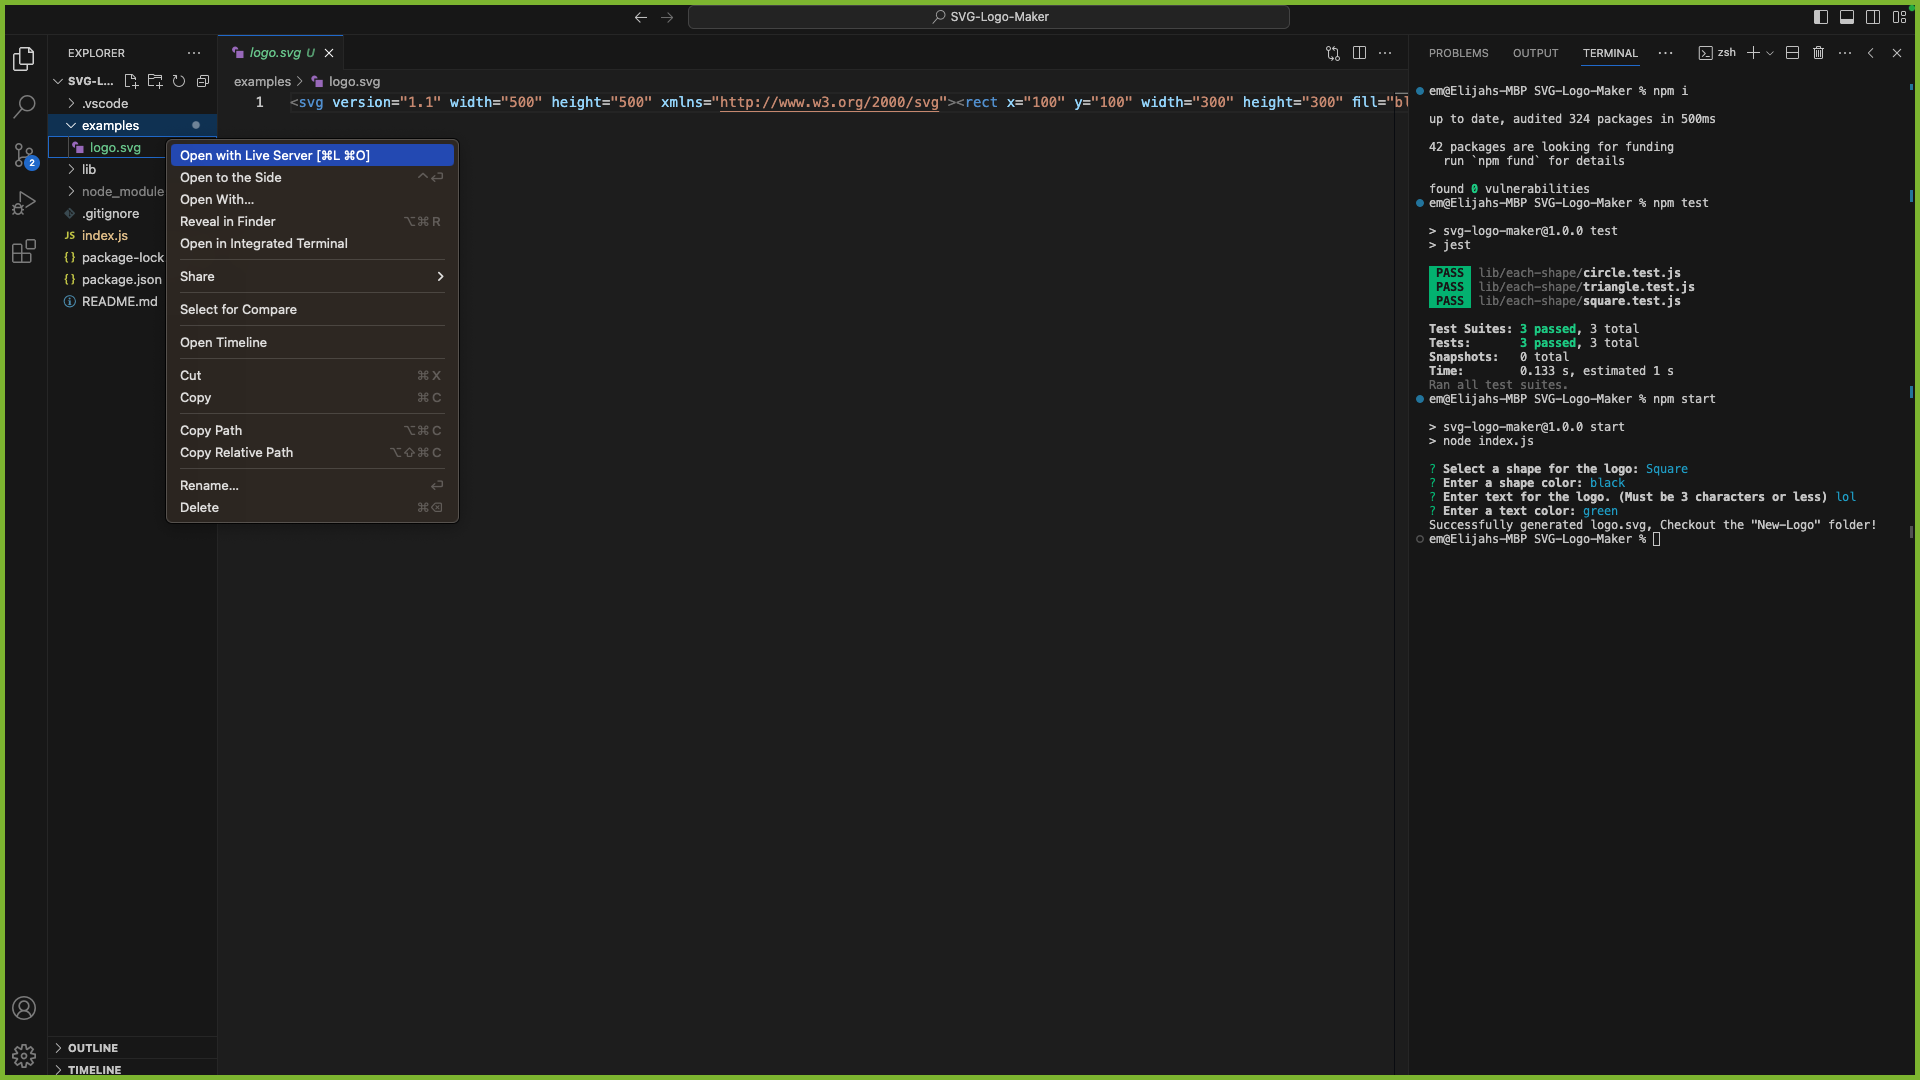 SVG-Logo-Maker
EXPLORER
SVG-L...
.vscode
examples
logo.svg
lib
node_module
.gitignore
JS index.js
{} package-lock
{} package.json
README.md
2
OUTLINE
TIMELINE
logo.svg U
examples > logo.svg
1 <svg version="1.1" width="500" height="500" xmlns="http://www.w3.org/2000/svg"><rect x="100" y="100" width="300" height="300" fill="bl
Open with Live Server [⌘L ⌘O]
Open to the Side ⌃⏎
Open With...
Reveal in Finder ⌥⌘R
Open in Integrated Terminal
Share
Select for Compare
Open Timeline
Cut ⌘X
Copy ⌘C
Copy Path ⌥⌘C
Copy Relative Path ⌥⇧⌘C
Rename... ⏎
Delete ⌘⌫
PROBLEMS OUTPUT TERMINAL ... zsh
em@Elijahs-MBP SVG-Logo-Maker % npm i
up to date, audited 324 packages in 500ms
42 packages are looking for funding
run `npm fund` for details
found 0 vulnerabilities
em@Elijahs-MBP SVG-Logo-Maker % npm test
> svg-logo-maker@1.0.0 test
> jest
PASS lib/each-shape/circle.test.js
PASS lib/each-shape/triangle.test.js
PASS lib/each-shape/square.test.js
Test Suites: 3 passed, 3 total
Tests: 3 passed, 3 total
Snapshots: 0 total
Time: 0.133 s, estimated 1 s
Ran all test suites.
em@Elijahs-MBP SVG-Logo-Maker % npm start
> svg-logo-maker@1.0.0 start
> node index.js
? Select a shape for the logo: Square
? Enter a shape color: black
? Enter text for the logo. (Must be 3 characters or less) lol
? Enter a text color: green
Successfully generated logo.svg, Checkout the "New-Logo" folder!
em@Elijahs-MBP SVG-Logo-Maker %